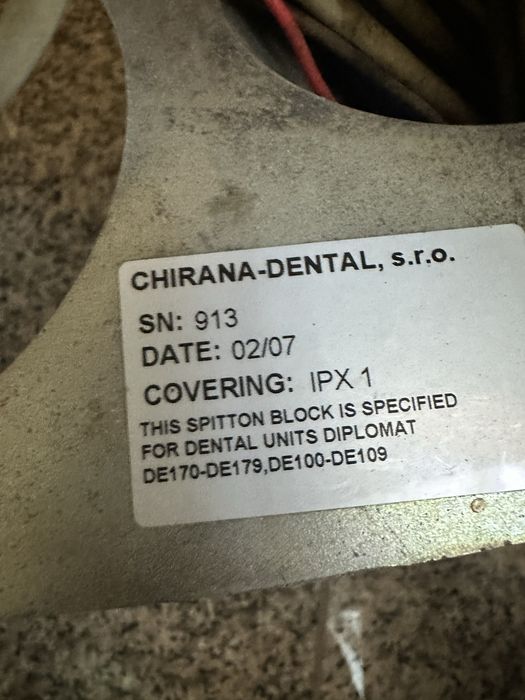 CHIRANA-DENTAL, s.r.o.
SN: 913
DATE: 02/07
COVERING: IPX 1
THIS SPITTON BLOCK IS SPECIFIED
FOR DENTAL UNITS DIPLOMAT
DE170-DE179,DE100-DE109